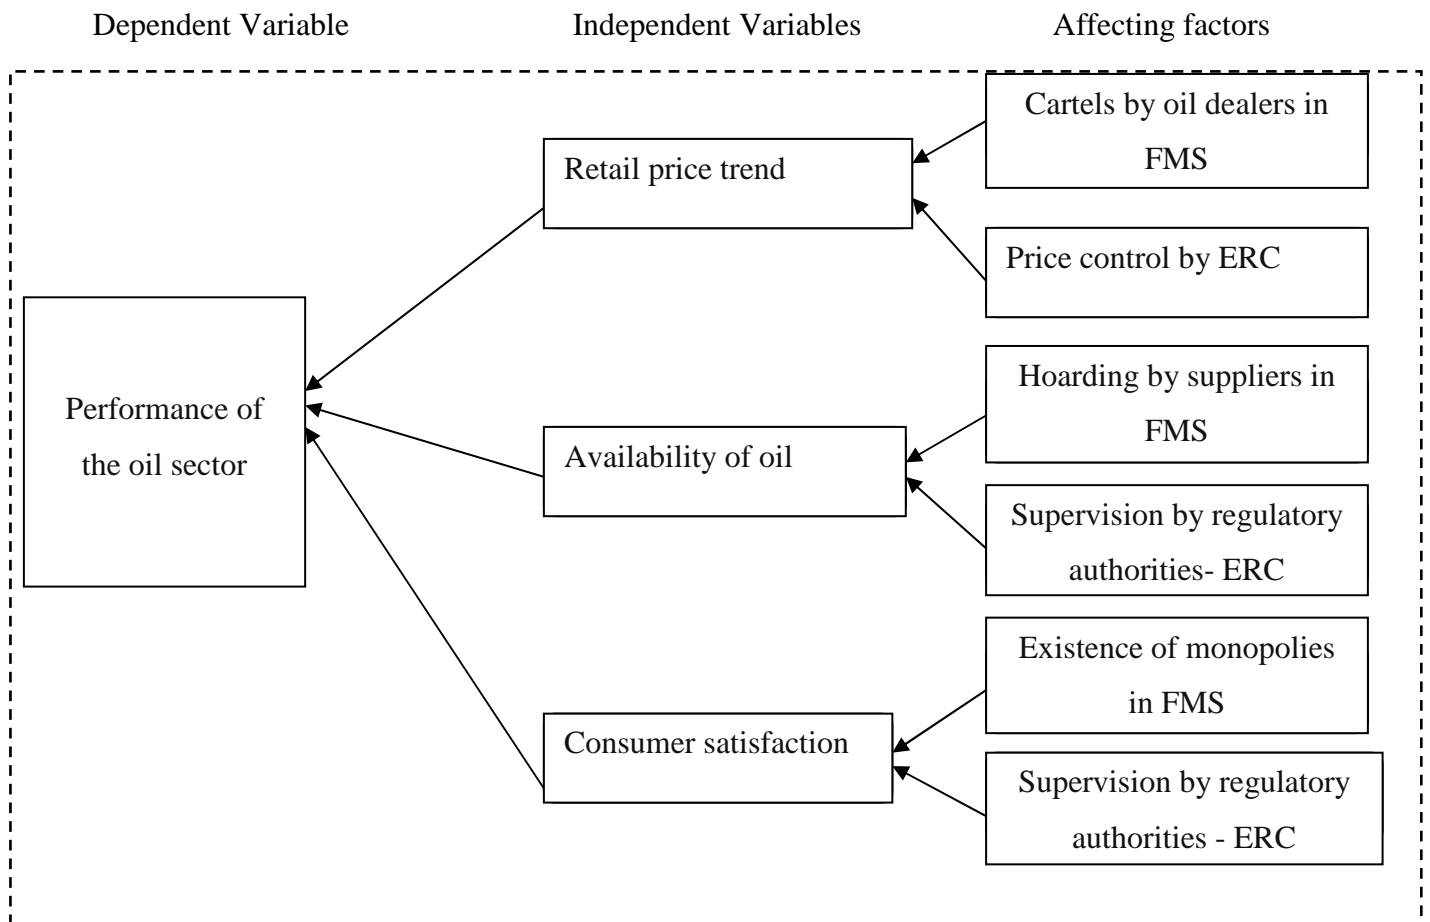 Dependent Variable
Independent Variables
Affecting factors
Cartels by oil dealers in
FMS
Retail price trend
Price control by ERC
Performance of
the oil sector
Hoarding by suppliers in
FMS
Availability of oil
Supervision by regulatory
authorities- ERC
Existence of monopolies
in FMS
Consumer satisfaction
Supervision by regulatory
authorities - ERC